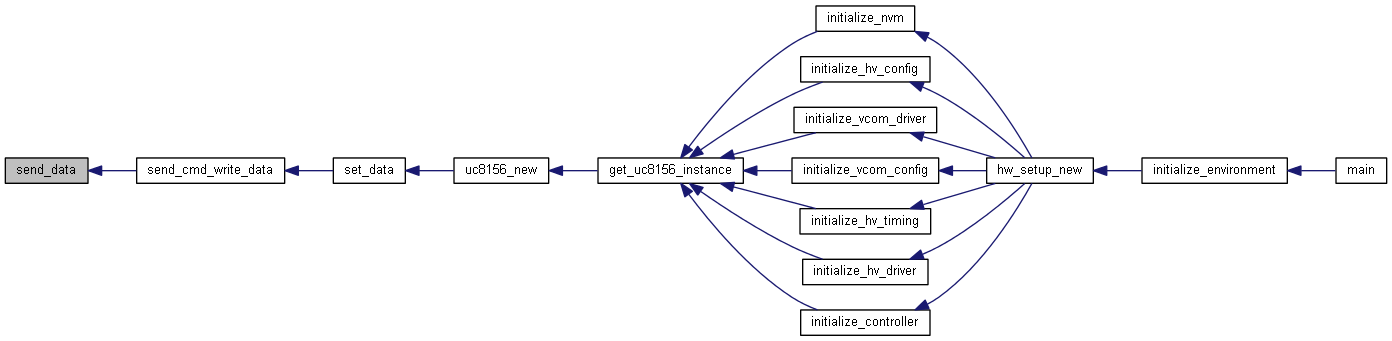 initialize_nvm
initialize_hv_config
initialize_vcom_driver
send_data
send_cmd_write_data
set_data
uc8156_new
get_uc8156_instance
initialize_vcom_config
hw_setup_new
initialize_environment
main
initialize_hv_timing
initialize_hv_driver
initialize_controller